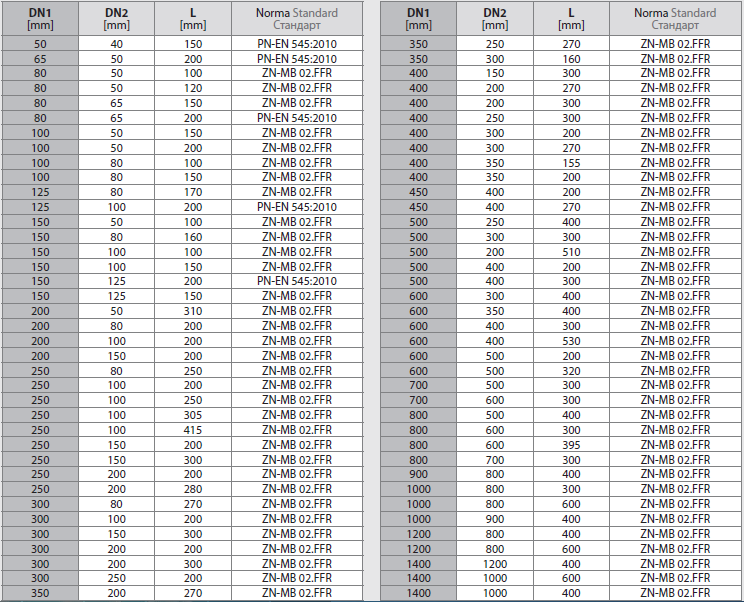 DN1 DN2 L Norma Standard
[mm] [mm] [mm] Стандарт
50 40 150 PN-EN 545:2010
65 50 200 PN-EN 545:2010
80 50 100 ZN-MB 02.FFR
80 50 120 ZN-MB 02.FFR
80 65 150 ZN-MB 02.FFR
80 65 200 PN-EN 545:2010
100 50 150 ZN-MB 02.FFR
100 50 200 ZN-MB 02.FFR
100 80 100 ZN-MB 02.FFR
100 80 150 ZN-MB 02.FFR
125 80 170 ZN-MB 02.FFR
125 100 200 PN-EN 545:2010
150 50 100 ZN-MB 02.FFR
150 80 160 ZN-MB 02.FFR
150 100 100 ZN-MB 02.FFR
150 100 150 ZN-MB 02.FFR
150 125 200 PN-EN 545:2010
150 125 150 ZN-MB 02.FFR
200 50 310 ZN-MB 02.FFR
200 80 200 ZN-MB 02.FFR
200 100 200 ZN-MB 02.FFR
200 150 200 ZN-MB 02.FFR
250 80 250 ZN-MB 02.FFR
250 100 200 ZN-MB 02.FFR
250 100 250 ZN-MB 02.FFR
250 100 305 ZN-MB 02.FFR
250 100 415 ZN-MB 02.FFR
250 150 200 ZN-MB 02.FFR
250 150 300 ZN-MB 02.FFR
250 200 200 ZN-MB 02.FFR
250 200 280 ZN-MB 02.FFR
300 80 270 ZN-MB 02.FFR
300 100 200 ZN-MB 02.FFR
300 150 300 ZN-MB 02.FFR
300 200 200 ZN-MB 02.FFR
300 200 300 ZN-MB 02.FFR
300 250 200 ZN-MB 02.FFR
350 200 270 ZN-MB 02.FFR
DN1 DN2 L Norma Standard
[mm] [mm] [mm] Стандарт
350 250 270 ZN-MB 02.FFR
350 300 160 ZN-MB 02.FFR
400 150 300 ZN-MB 02.FFR
400 200 270 ZN-MB 02.FFR
400 200 300 ZN-MB 02.FFR
400 250 300 ZN-MB 02.FFR
400 300 200 ZN-MB 02.FFR
400 300 270 ZN-MB 02.FFR
400 350 155 ZN-MB 02.FFR
400 350 200 ZN-MB 02.FFR
450 400 200 ZN-MB 02.FFR
450 400 270 ZN-MB 02.FFR
500 250 400 ZN-MB 02.FFR
500 300 300 ZN-MB 02.FFR
500 200 510 ZN-MB 02.FFR
500 400 200 ZN-MB 02.FFR
500 400 300 ZN-MB 02.FFR
600 300 400 ZN-MB 02.FFR
600 350 400 ZN-MB 02.FFR
600 400 300 ZN-MB 02.FFR
600 400 530 ZN-MB 02.FFR
600 500 200 ZN-MB 02.FFR
600 500 320 ZN-MB 02.FFR
700 500 300 ZN-MB 02.FFR
700 600 300 ZN-MB 02.FFR
800 500 400 ZN-MB 02.FFR
800 600 300 ZN-MB 02.FFR
800 600 395 ZN-MB 02.FFR
800 700 300 ZN-MB 02.FFR
900 800 400 ZN-MB 02.FFR
1000 800 300 ZN-MB 02.FFR
1000 800 600 ZN-MB 02.FFR
1000 900 400 ZN-MB 02.FFR
1200 800 400 ZN-MB 02.FFR
1200 800 600 ZN-MB 02.FFR
1400 1200 400 ZN-MB 02.FFR
1400 1000 600 ZN-MB 02.FFR
1400 1000 400 ZN-MB 02.FFR